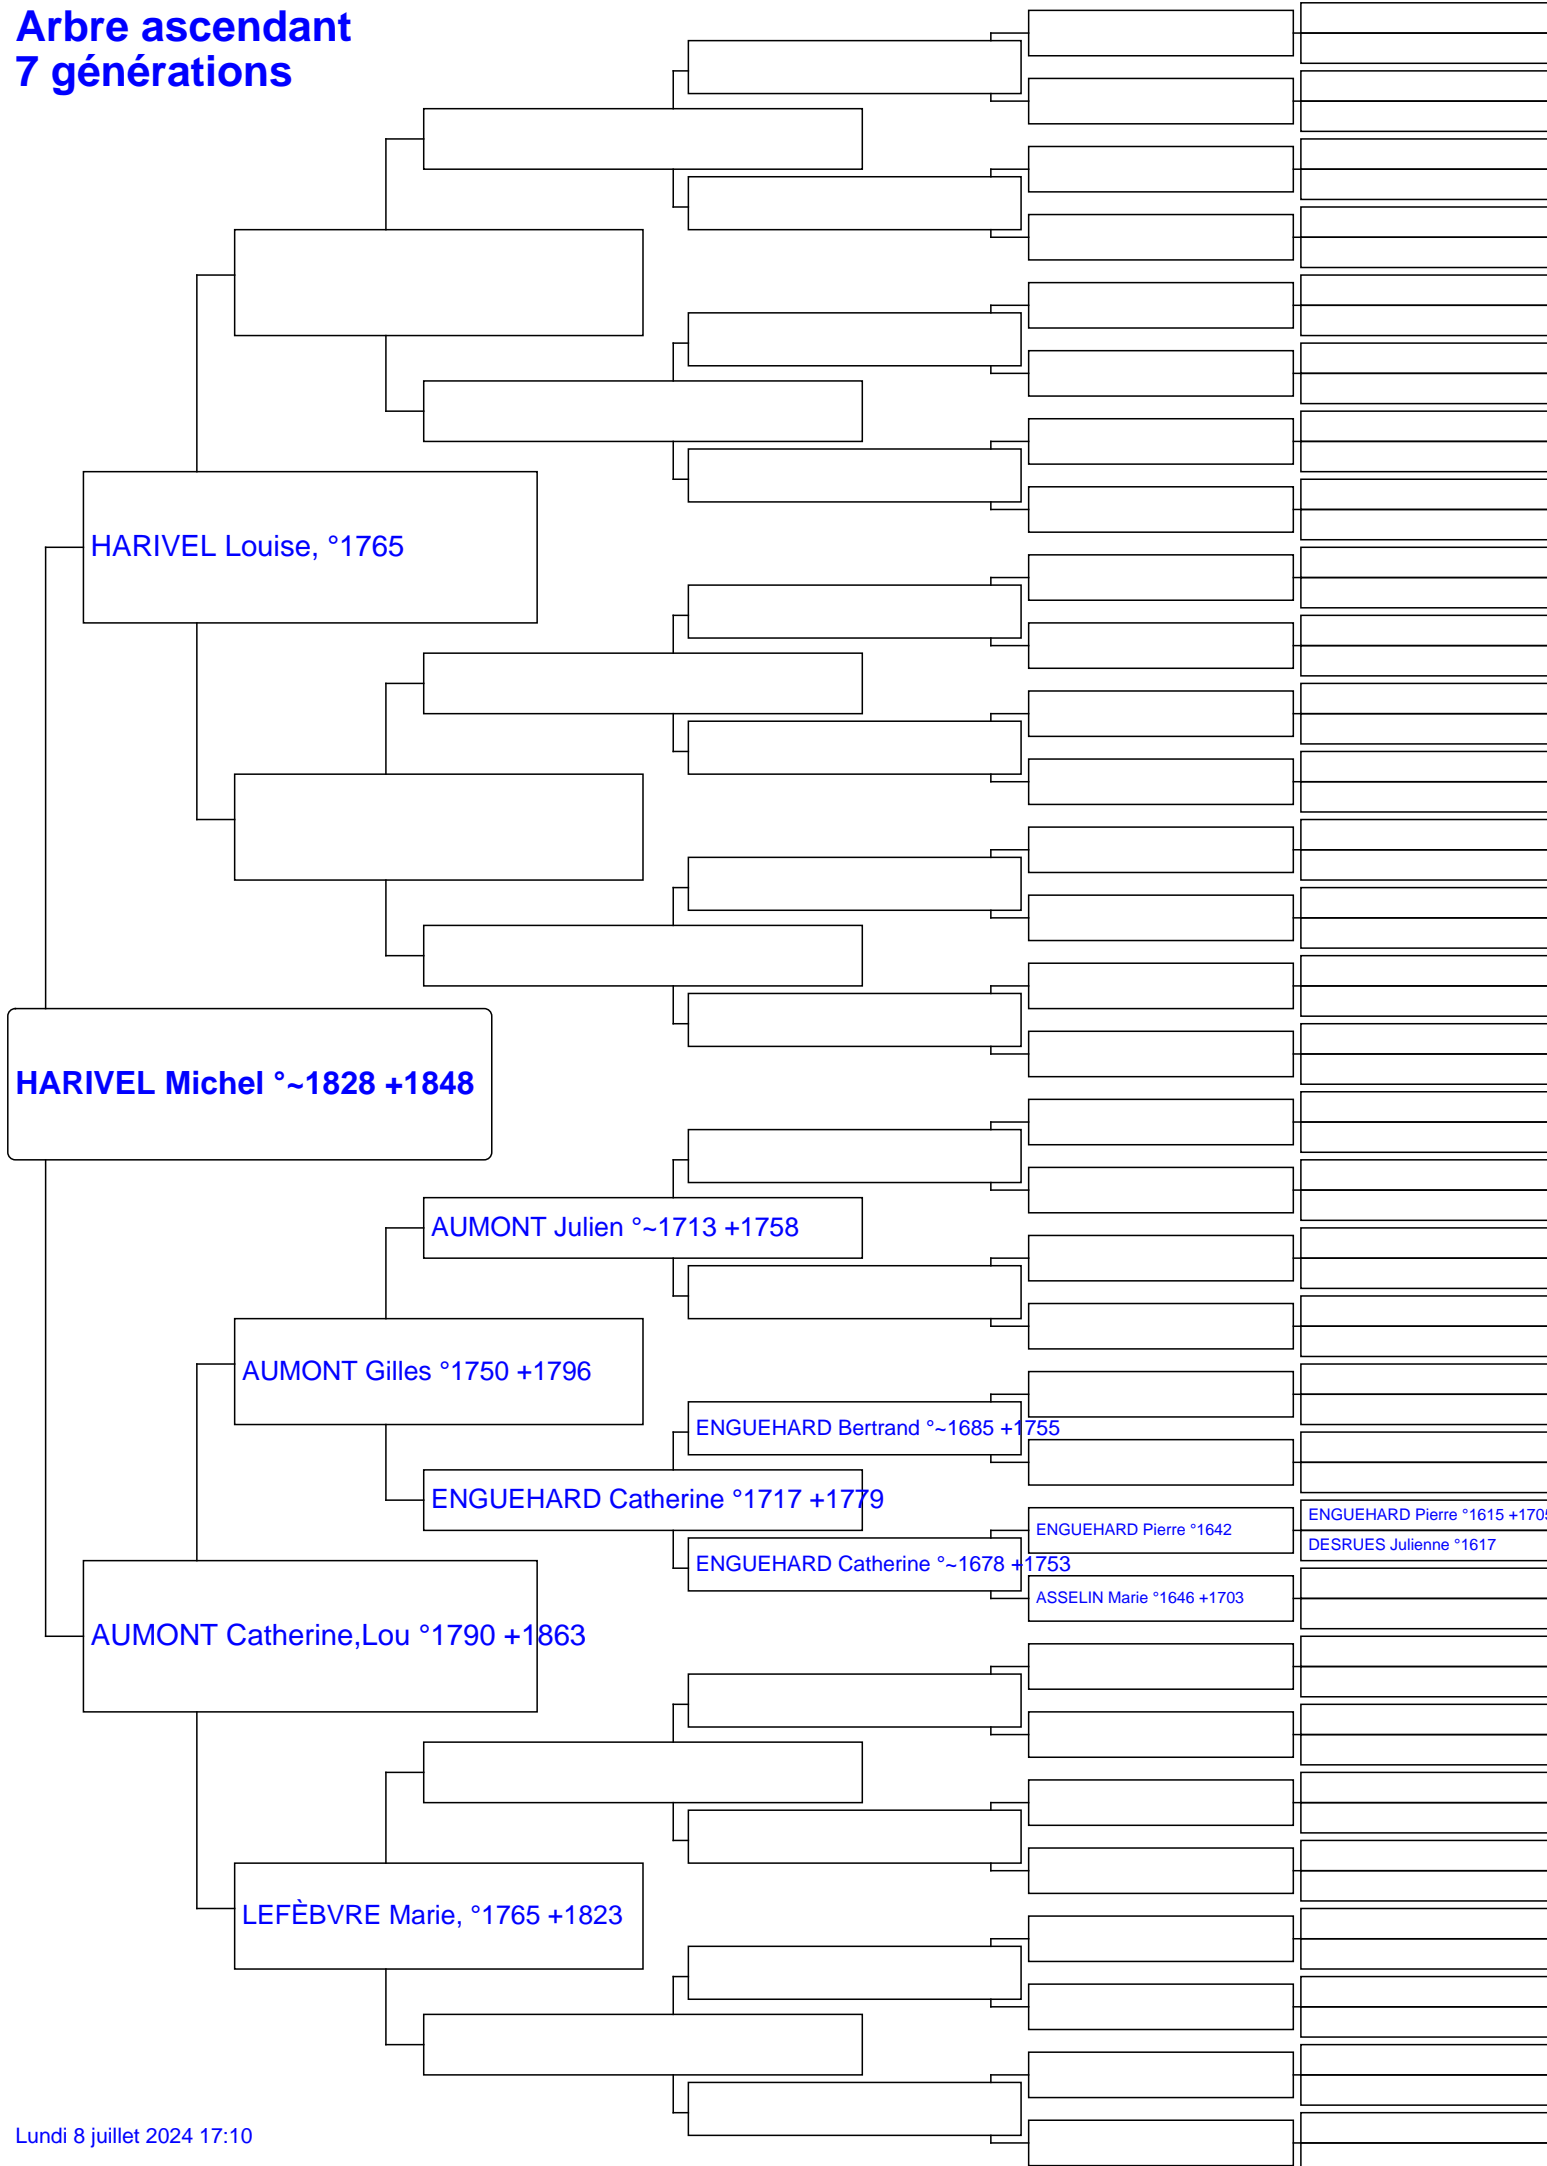 Arbre ascendant
7 générations
HARIVEL Louise, °1765
HARIVEL Michel °~1828 +1848
AUMONT Julien °~1713 +1758
AUMONT Gilles °1750 +1796
ENGUEHARD Bertrand °~1685 +1755
ENGUEHARD Catherine °1717 +1779
ENGUEHARD Pierre °1615 +1705
ENGUEHARD Pierre °1642
DESRUES Julienne °1617
ENGUEHARD Catherine °~1678 +1753
ASSELIN Marie °1646 +1703
AUMONT Catherine,Lou °1790 +1863
LEFÈBVRE Marie, °1765 +1823
Lundi 8 juillet 2024 17:10